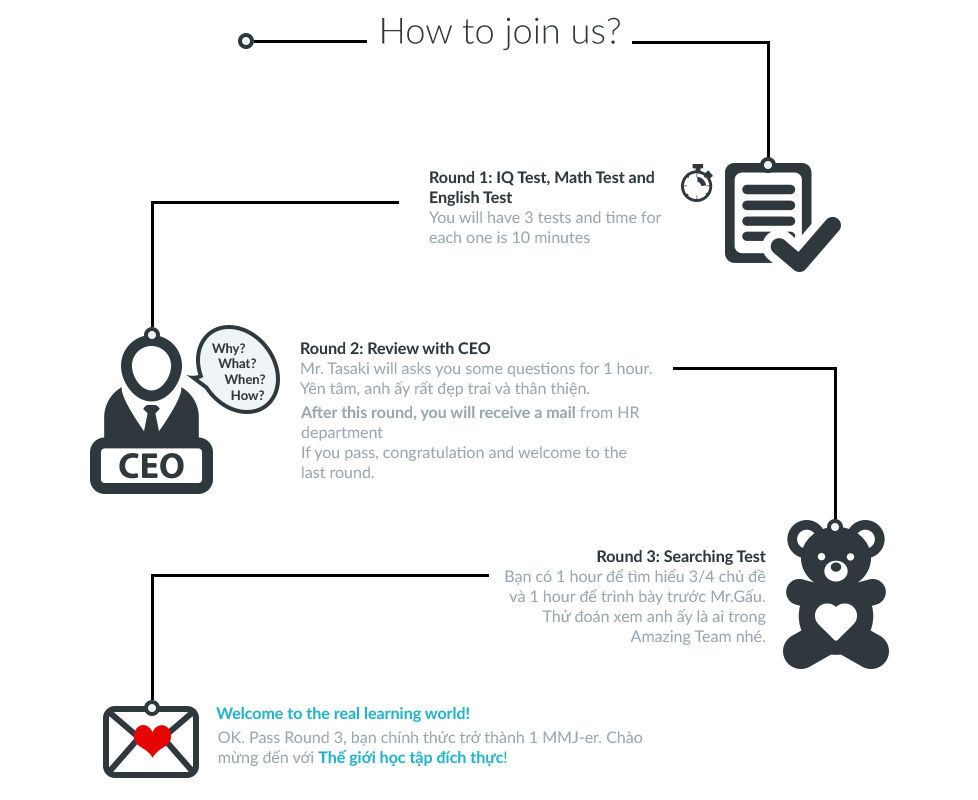 How to join us?
Round 1: IQ Test, Math Test and
English Test
You will have 3 tests and time for
each one is 10 minutes
Why?
What?
When?
How?
CEO
Round 2: Review with CEO
Mr. Tasaki will asks you some questions for 1 hour.
Yên tâm, anh ấy rất đẹp trai và thân thiện.
After this round, you will receive a mail from HR
department
If you pass, congratulation and welcome to the
last round.
Round 3: Searching Test
Bạn có 1 hour để tìm hiểu 3/4 chủ đề
và 1 hour để trình bày trước Mr.Gấu.
Thử đoán xem anh ấy là ai trong
Amazing Team nhé.
Welcome to the real learning world!
OK. Pass Round 3, bạn chính thức trở thành 1 MMJ-er. Chào
mừng đến với Thế giới học tập đích thực!